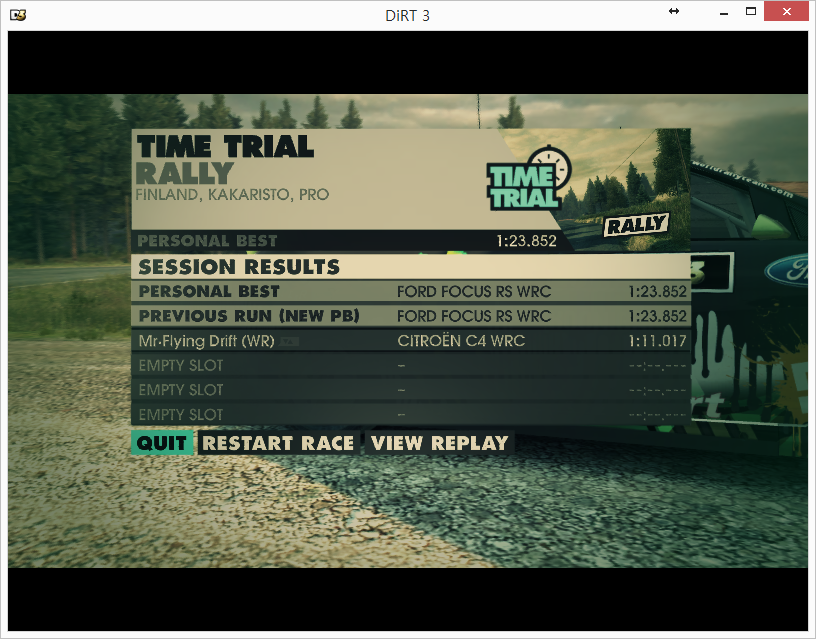 DiRT 3
TIME TRIAL
RALLY
FINLAND, KAKARISTO, PRO
TIME
TRIAL
RALLY
worldrallyteam.com
PERSONAL BEST 1:23.852
SESSION RESULTS
PERSONAL BEST FORD FOCUS RS WRC 1:23.852
PREVIOUS RUN (NEW PB) FORD FOCUS RS WRC 1:23.852
Mr.Flying Drift (WR) CITROËN C4 WRC 1:11.017
EMPTY SLOT – --:--.---
EMPTY SLOT – --:--.---
EMPTY SLOT – --:--.---
QUIT RESTART RACE VIEW REPLAY